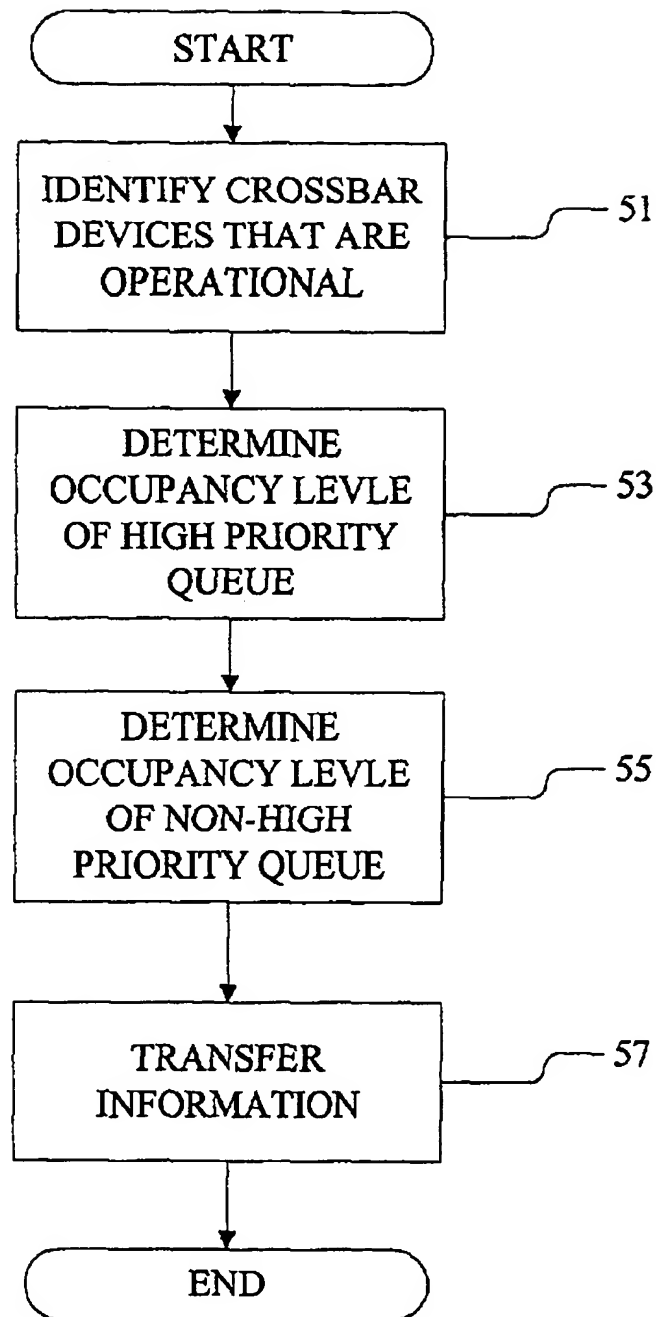 START
IDENTIFY CROSSBAR
DEVICES THAT ARE
OPERATIONAL
51
DETERMINE
OCCUPANCY LEVLE
OF HIGH PRIORITY
QUEUE
53
DETERMINE
OCCUPANCY LEVLE
OF NON-HIGH
PRIORITY QUEUE
55
TRANSFER
INFORMATION
57
END